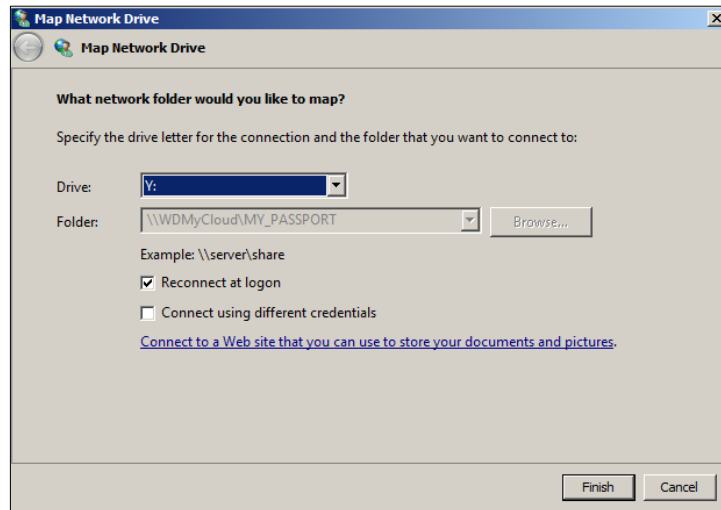 Map Network Drive
Map Network Drive
What network folder would you like to map?
Specify the drive letter for the connection and the folder that you want to connect to:
Drive: Y:
Folder: \\WDMyCloud\MY_PASSPORT Browse...
Example: \\server\share
Reconnect at logon
Connect using different credentials
Connect to a Web site that you can use to store your documents and pictures.
Finish Cancel